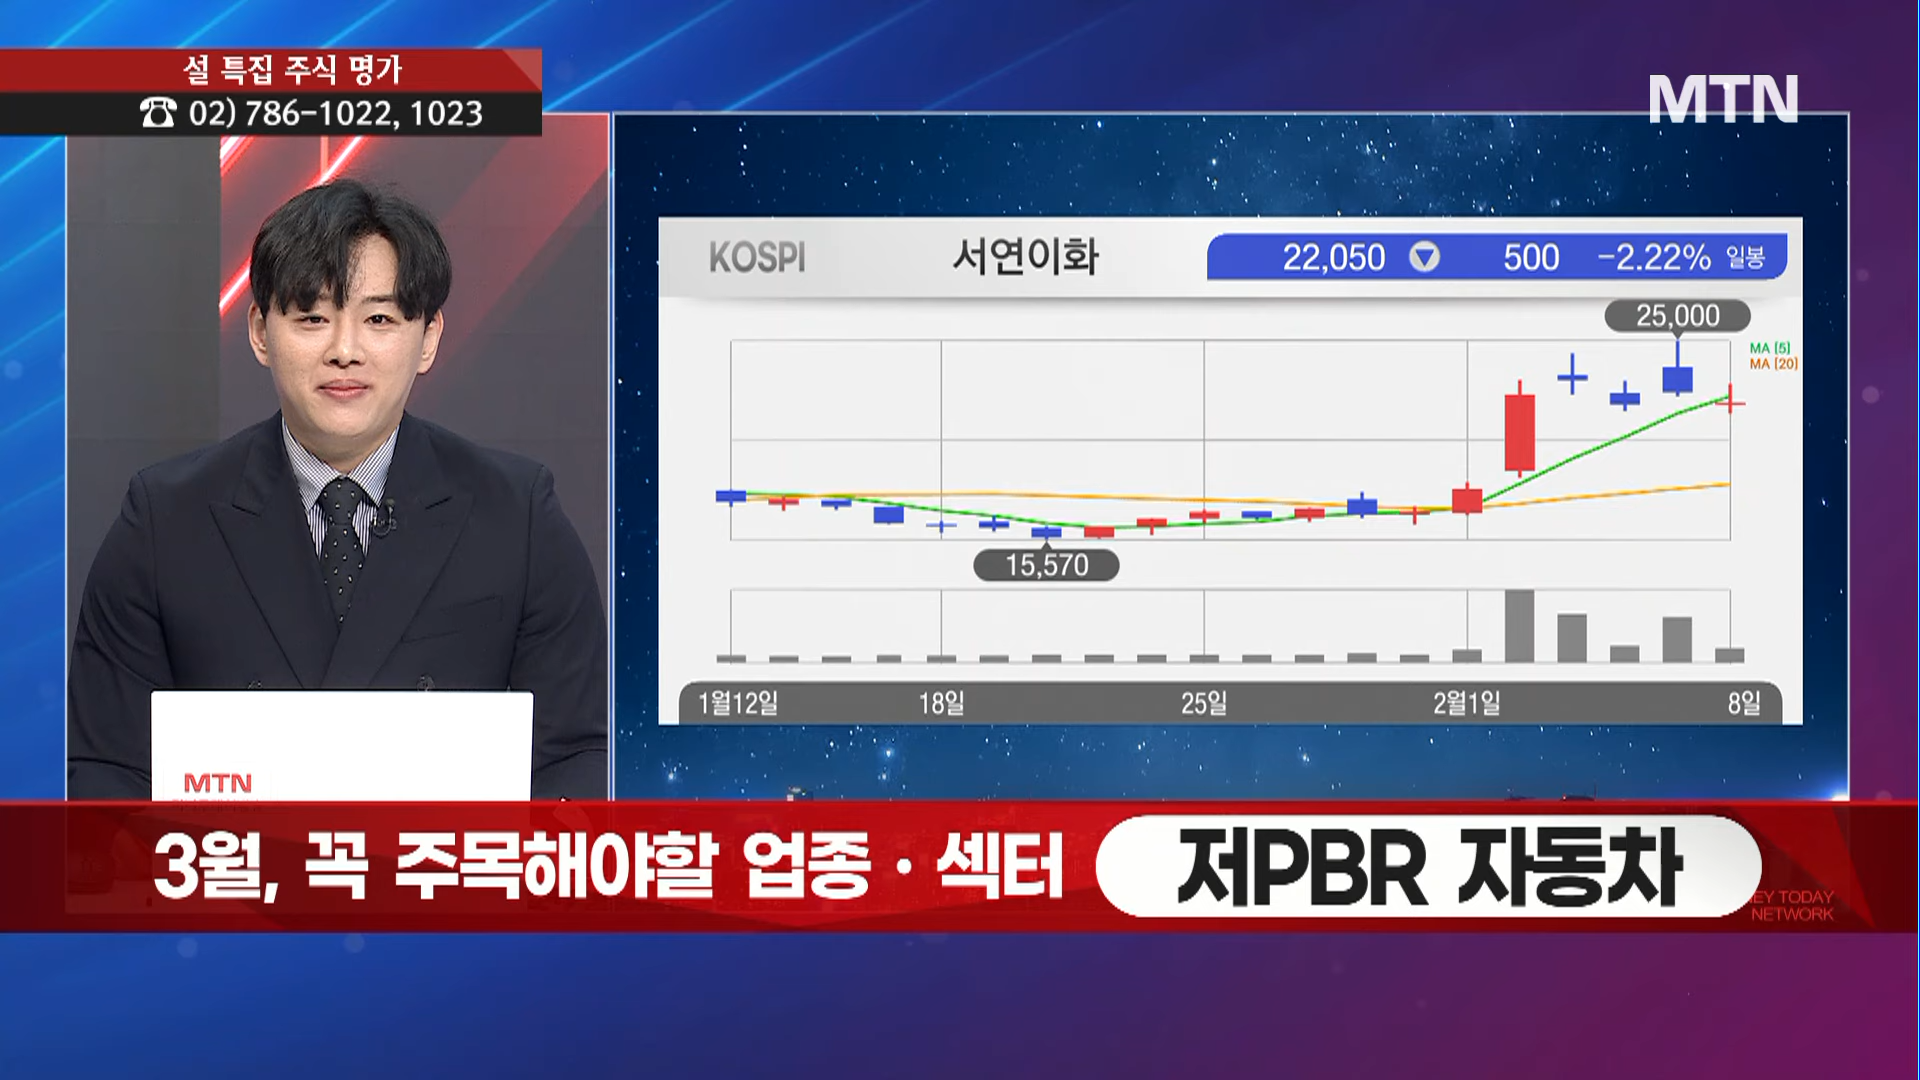 설 특집 주식 명가
☎ 02) 786-1022, 1023
MTN
KOSPI 서연이화 22,050 ▼ 500 -2.22% 일봉
25,000
MA (5)
MA (20)
15,570
1월12일 18일 25일 2월1일 8일
MTN
3월, 꼭 주목해야할 업종·섹터 저PBR 자동차
EY TODAY
NETWORK